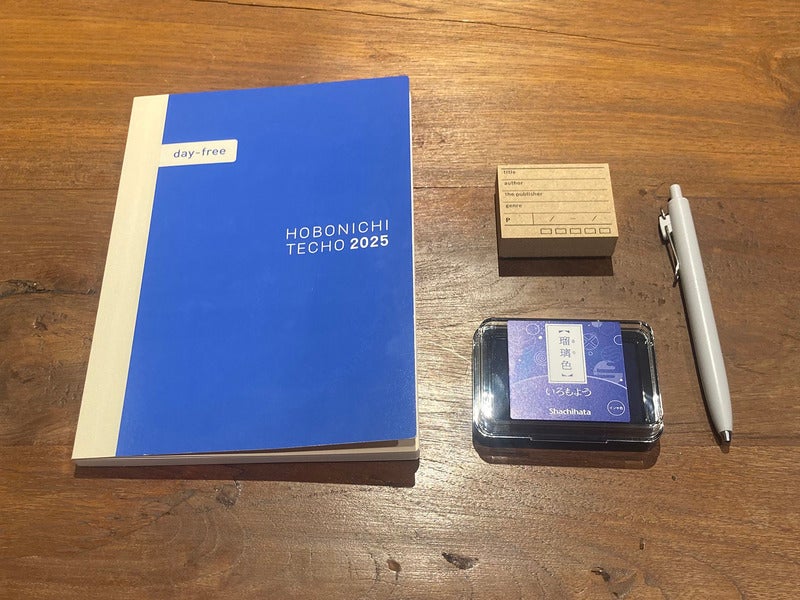 day-free
HOBONICHI
TECHO 2025
title
author
the publisher
genre
P / – /
【瑠璃色】
いろもよう
Shachihata